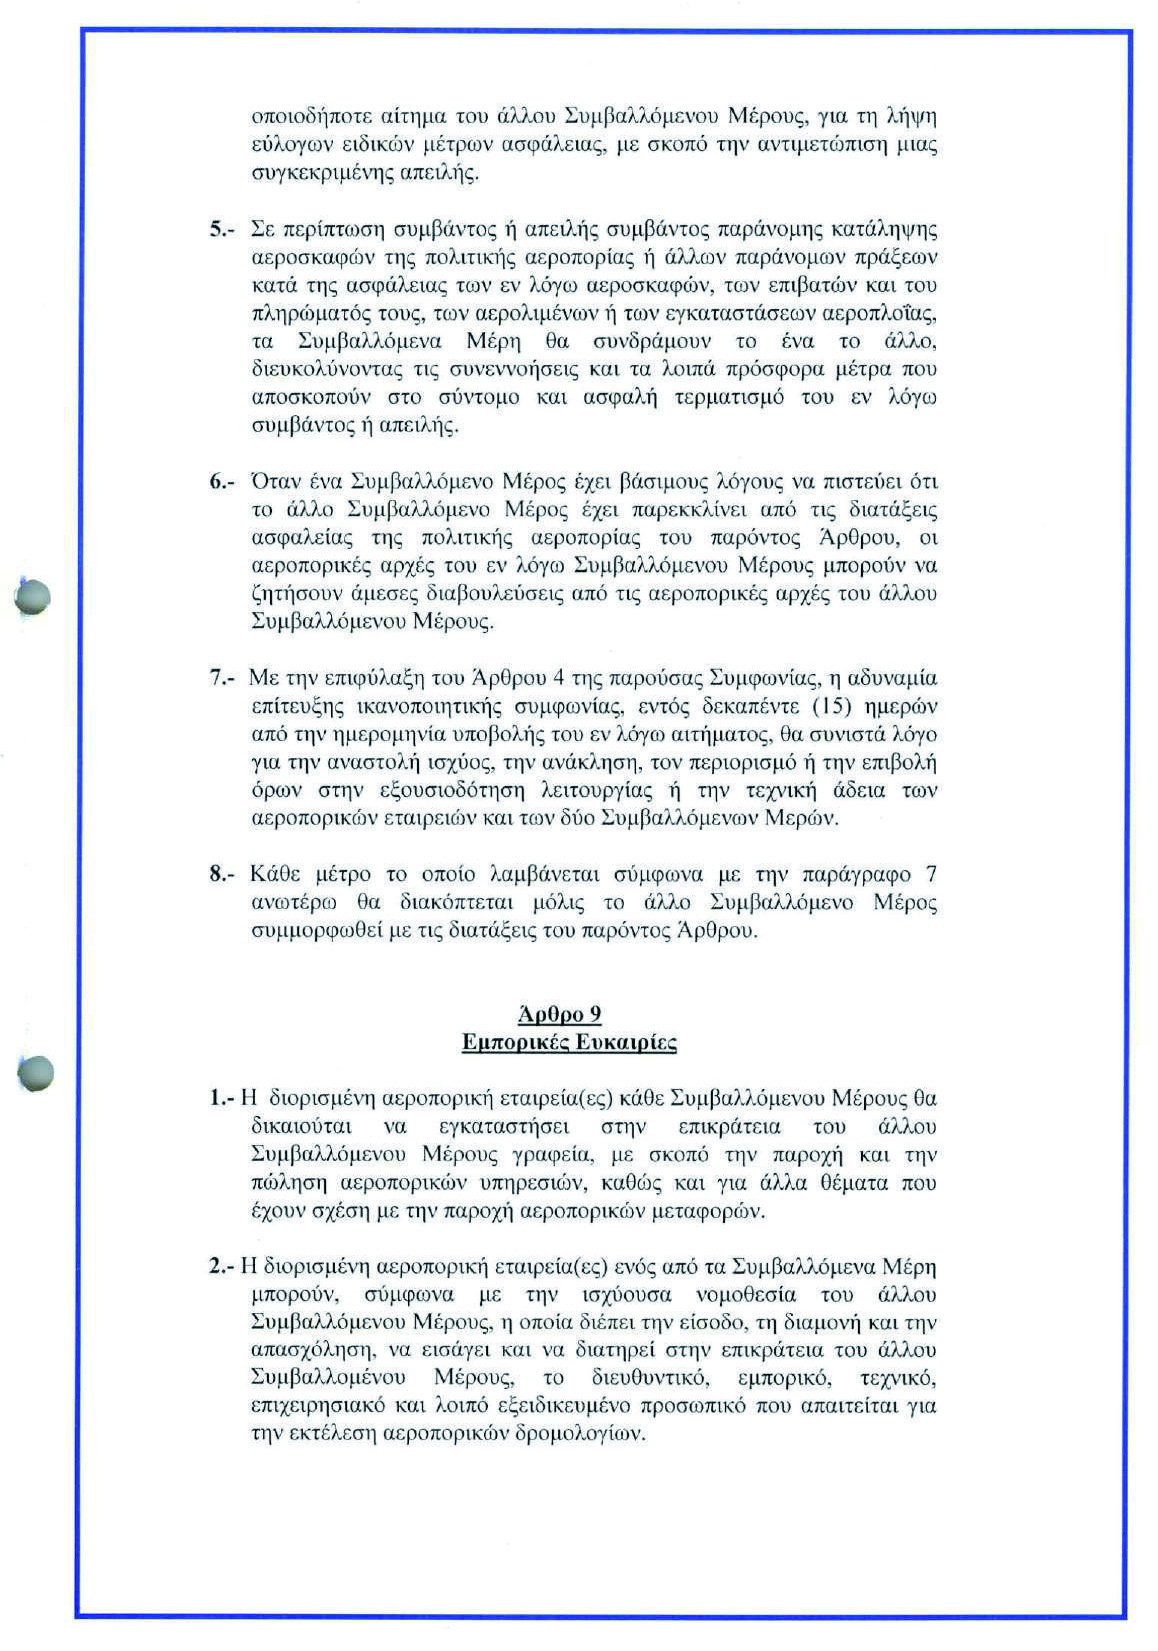 οποιοδήποτε αίτημα του άλλου Συμβαλλόμενου Μέρους, για τη λήψη
εύλογων ειδικών μέτρων ασφάλειας, με σκοπό την αντιμετώπιση μιας
συγκεκριμένης απειλής.
5.- Σε περίπτωση συμβάντος ή απειλής συμβάντος παράνομης κατάληψης
αεροσκαφών της πολιτικής αεροπορίας ή άλλων παράνομων πράξεων
κατά της ασφάλειας των εν λόγω αεροσκαφών, των επιβατών και του
πληρώματός τους, των αερολιμένων ή των εγκαταστάσεων αεροπλοΐας,
τα Συμβαλλόμενα Μέρη θα συνδράμουν το ένα το άλλο,
διευκολύνοντας τις συνεννοήσεις και τα λοιπά πρόσφορα μέτρα που
αποσκοπούν στο σύντομο και ασφαλή τερματισμό του εν λόγω
συμβάντος ή απειλής.
6.- Όταν ένα Συμβαλλόμενο Μέρος έχει βάσιμους λόγους να πιστεύει ότι
το άλλο Συμβαλλόμενο Μέρος έχει παρεκκλίνει από τις διατάξεις
ασφαλείας της πολιτικής αεροπορίας του παρόντος Άρθρου, οι
αεροπορικές αρχές του εν λόγω Συμβαλλόμενου Μέρους μπορούν να
ζητήσουν άμεσες διαβουλεύσεις από τις αεροπορικές αρχές του άλλου
Συμβαλλόμενου Μέρους.
7.- Με την επιφύλαξη του Άρθρου 4 της παρούσας Συμφωνίας, η αδυναμία
επίτευξης ικανοποιητικής συμφωνίας, εντός δεκαπέντε (15) ημερών
από την ημερομηνία υποβολής του εν λόγω αιτήματος, θα συνιστά λόγο
για την αναστολή ισχύος, την ανάκληση, τον περιορισμό ή την επιβολή
όρων στην εξουσιοδότηση λειτουργίας ή την τεχνική άδεια των
αεροπορικών εταιρειών και των δύο Συμβαλλόμενων Μερών.
8.- Κάθε μέτρο το οποίο λαμβάνεται σύμφωνα με την παράγραφο 7
ανωτέρω θα διακόπτεται μόλις το άλλο Συμβαλλόμενο Μέρος
συμμορφωθεί με τις διατάξεις του παρόντος Άρθρου.
Άρθρο 9
Εμπορικές Ευκαιρίες
1.- Η διορισμένη αεροπορική εταιρεία(ες) κάθε Συμβαλλόμενου Μέρους θα
δικαιούται να εγκαταστήσει στην επικράτεια του άλλου
Συμβαλλόμενου Μέρους γραφεία, με σκοπό την παροχή και την
πώληση αεροπορικών υπηρεσιών, καθώς και για άλλα θέματα που
έχουν σχέση με την παροχή αεροπορικών μεταφορών.
2.- Η διορισμένη αεροπορική εταιρεία(ες) ενός από τα Συμβαλλόμενα Μέρη
μπορούν, σύμφωνα με την ισχύουσα νομοθεσία του άλλου
Συμβαλλόμενου Μέρους, η οποία διέπει την είσοδο, τη διαμονή και την
απασχόληση, να εισάγει και να διατηρεί στην επικράτεια του άλλου
Συμβαλλομένου Μέρους, το διευθυντικό, εμπορικό, τεχνικό,
επιχειρησιακό και λοιπό εξειδικευμένο προσωπικό που απαιτείται για
την εκτέλεση αεροπορικών δρομολογίων.